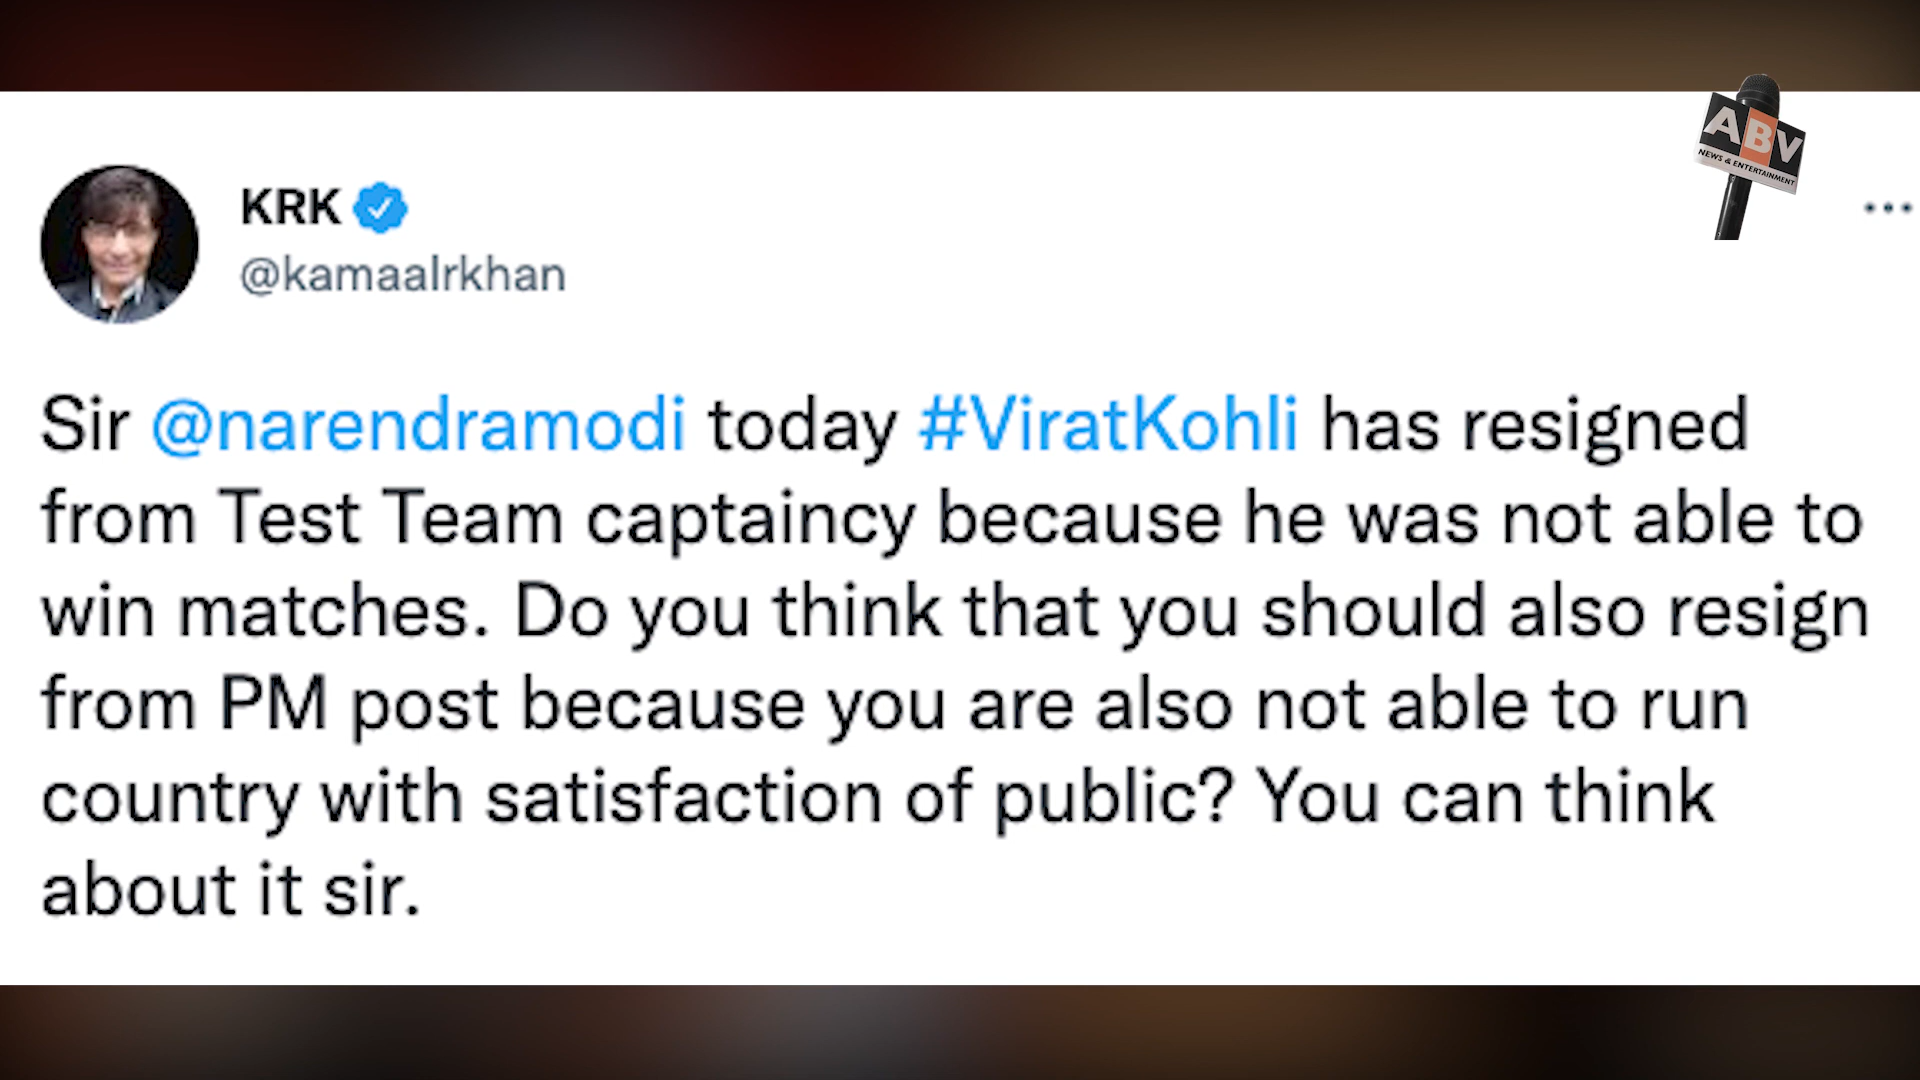 ABV
NEWS & ENTERTAINMENT
KRK
@kamaalrkhan
Sir @narendramodi today #ViratKohli has resigned
from Test Team captaincy because he was not able to
win matches. Do you think that you should also resign
from PM post because you are also not able to run
country with satisfaction of public? You can think
about it sir.